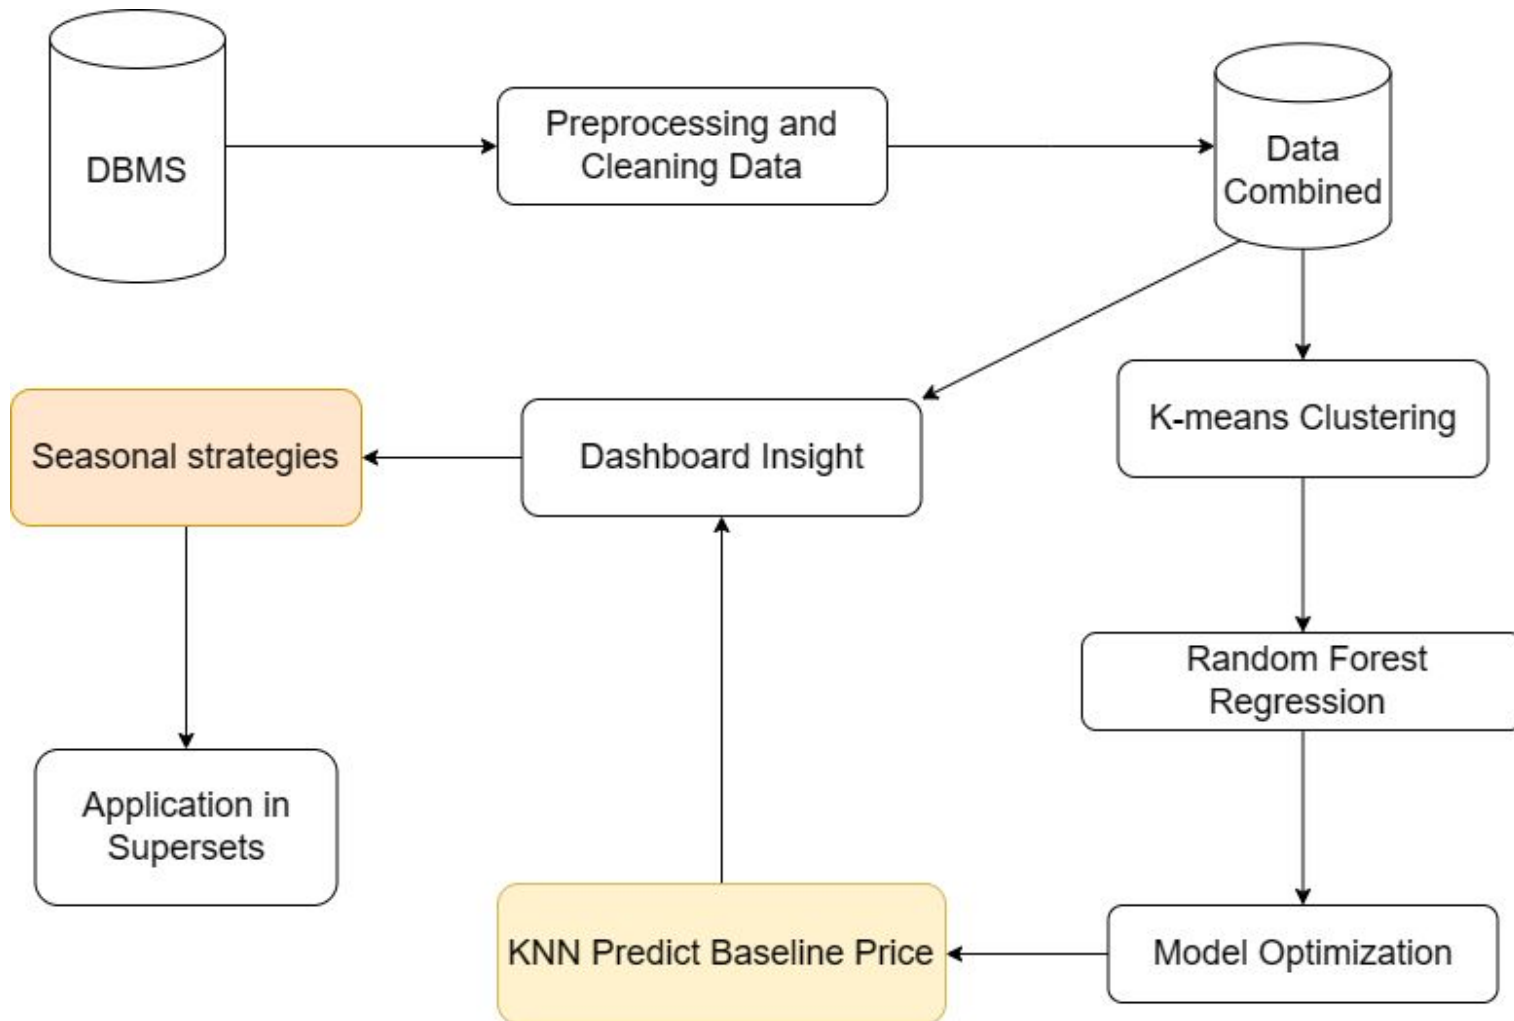 DBMS
Preprocessing and
Cleaning Data
Data
Combined
Seasonal strategies
Dashboard Insight
K-means Clustering
Random Forest
Regression
Application in
Supersets
KNN Predict Baseline Price
Model Optimization